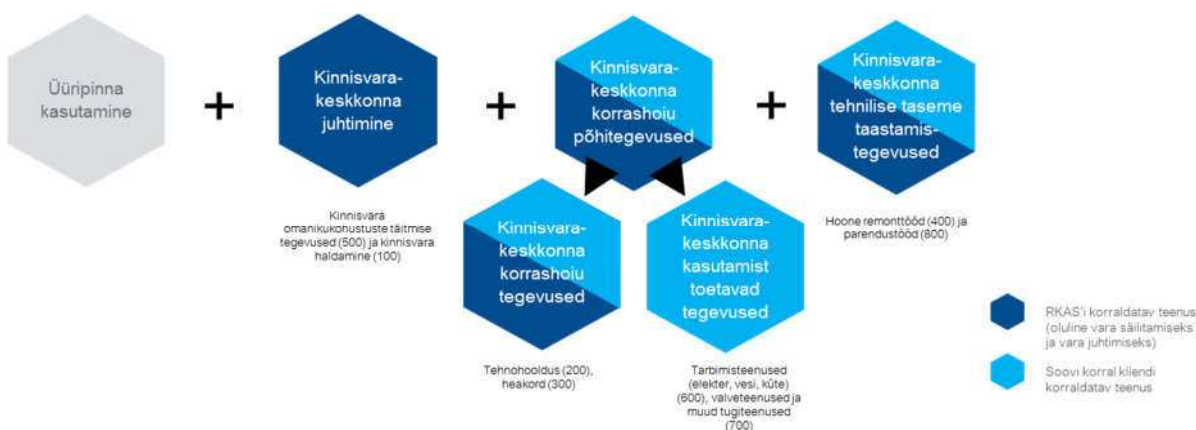 Üüripinna
kasutamine
+
Kinnisvara-
keskkonna
juhtimine
+
Kinnisvara-
keskkonna
korrashoiu
põhitegevused
+
Kinnisvara-
keskkonna
tehnilise taseme
taastamis-
tegevused
Kinnisvara
omanikukohustuste täitmise
tegevused (500) ja kinnisvara
haldamine (100)
Kinnisvara-
keskkonna
korrashoiu
tegevused
Kinnisvara-
keskkonna
kasutamist
toetavad
tegevused
Hoone remonttööd (400) ja
parendustööd (800)
Tehnohooldus (200),
heakord (300)
Tarbimisteenused
(elekter, vesi, küte)
(600), valveteenused ja
muud tugiteenused
(700)
RKAS'i korraldatav teenus
(oluline vara säilitamiseks
ja vara juhtimiseks)
Soovi korral kliendi
korraldatav teenus